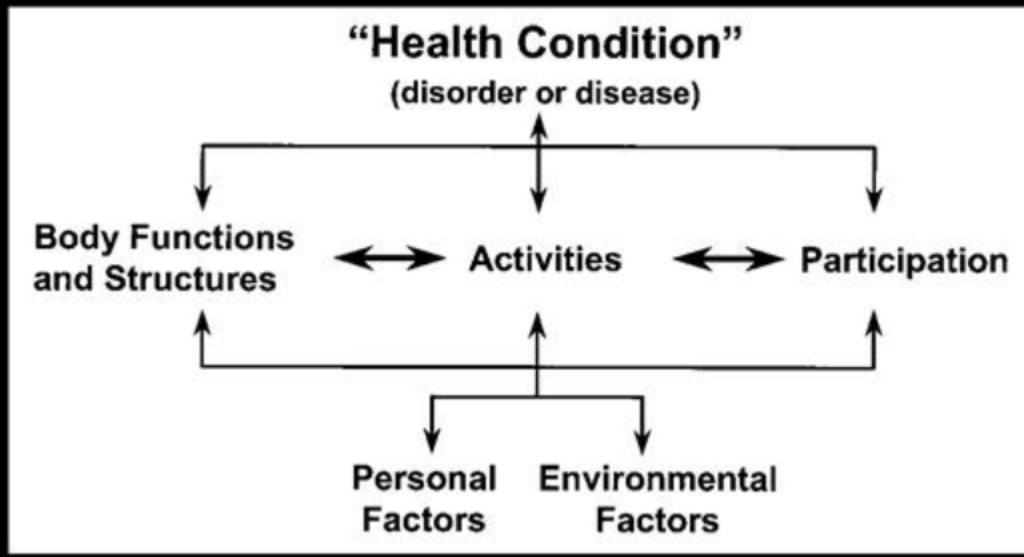 “Health Condition”
(disorder or disease)
Body Functions
and Structures
Activities
Participation
Personal
Factors
Environmental
Factors